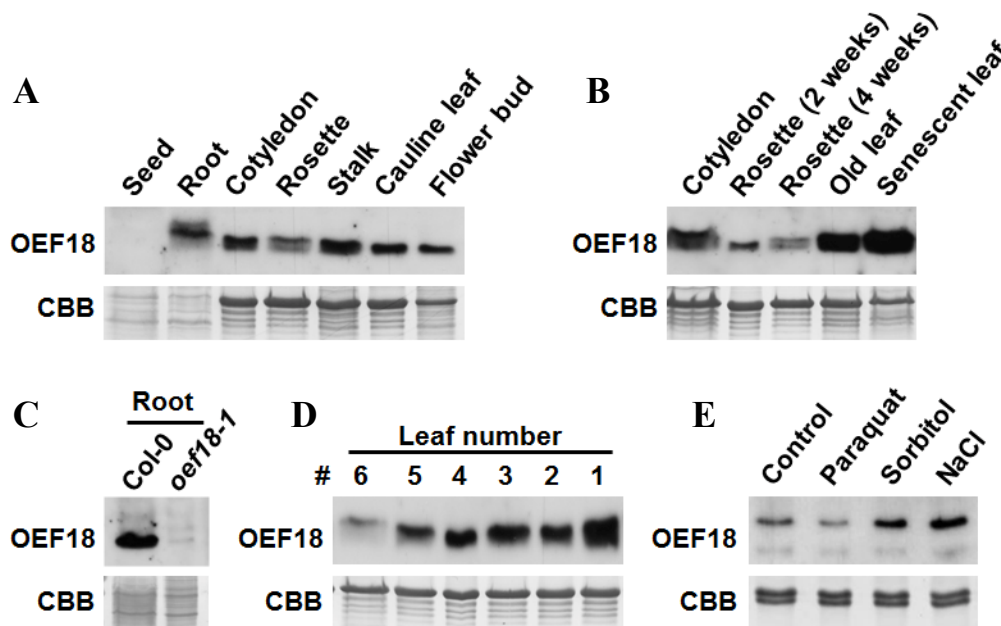 A
Seed
Root
Cotyledon
Rosette
Stalk
Cauline leaf
Flower bud
OEF18
CBB
B
Cotyledon
Rosette (2 weeks)
Rosette (4 weeks)
Old leaf
Senescent leaf
OEF18
CBB
C
Root
Col-0
oef18-1
OEF18
CBB
D
Leaf number
# 6 5 4 3 2 1
OEF18
CBB
E
Control
Paraquat
Sorbitol
NaCl
OEF18
CBB